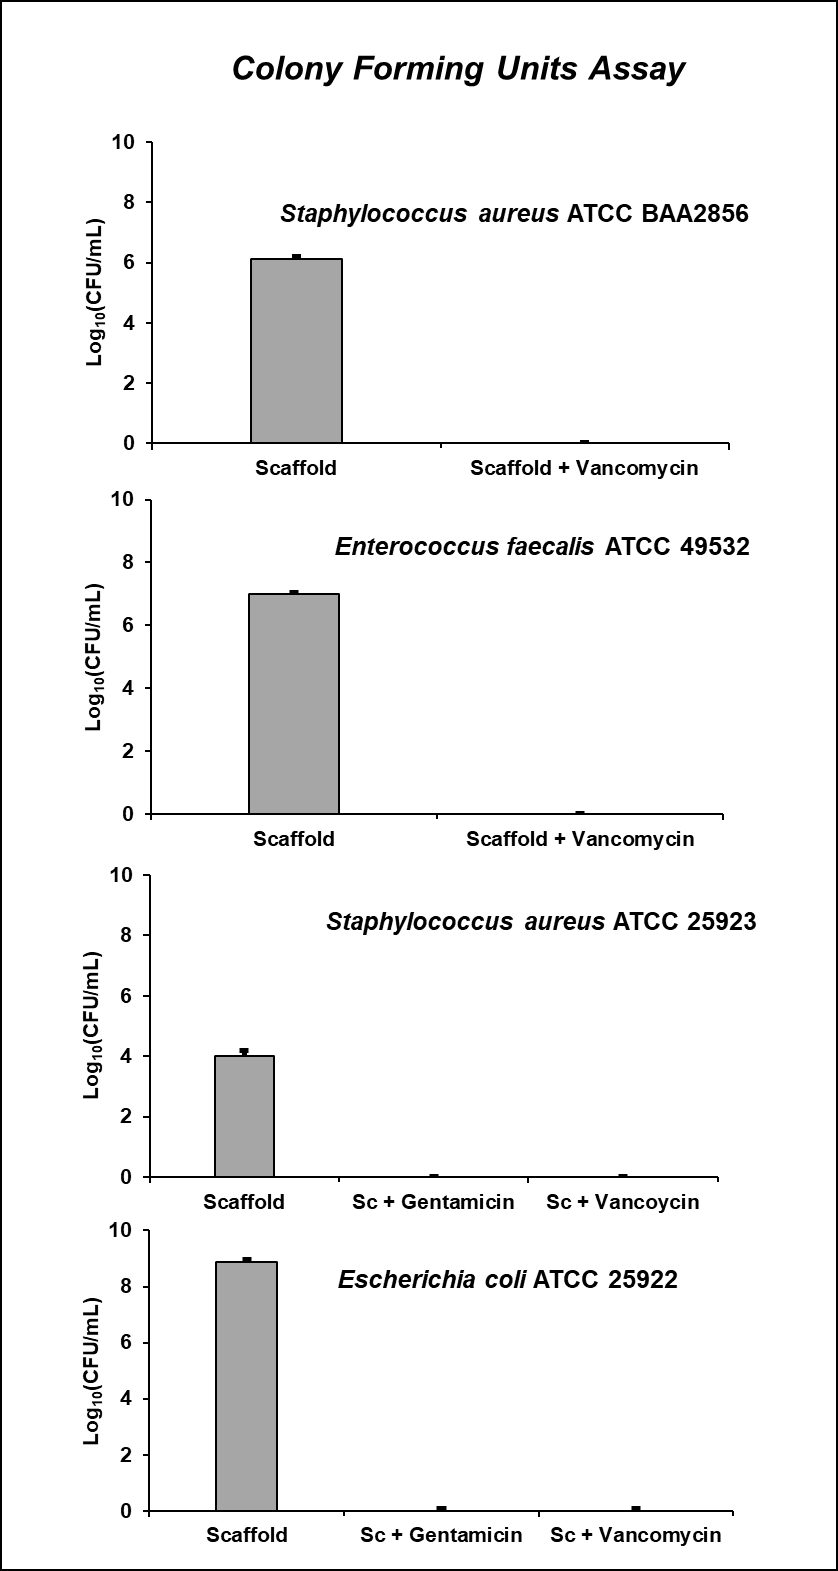 Colony Forming Units Assay
10
8
Staphylococcus aureus ATCC BAA2856
6
4
2
0
Log10(CFU/mL)
Scaffold Scaffold + Vancomycin
10
Enterococcus faecalis ATCC 49532
8
6
4
2
0
Log10(CFU/mL)
Scaffold Scaffold + Vancomycin
10
Staphylococcus aureus ATCC 25923
8
6
4
2
0
Log10(CFU/mL)
Scaffold Sc + Gentamicin Sc + Vancoycin
10
Escherichia coli ATCC 25922
8
6
4
2
0
Log10(CFU/mL)
Scaffold Sc + Gentamicin Sc + Vancomycin